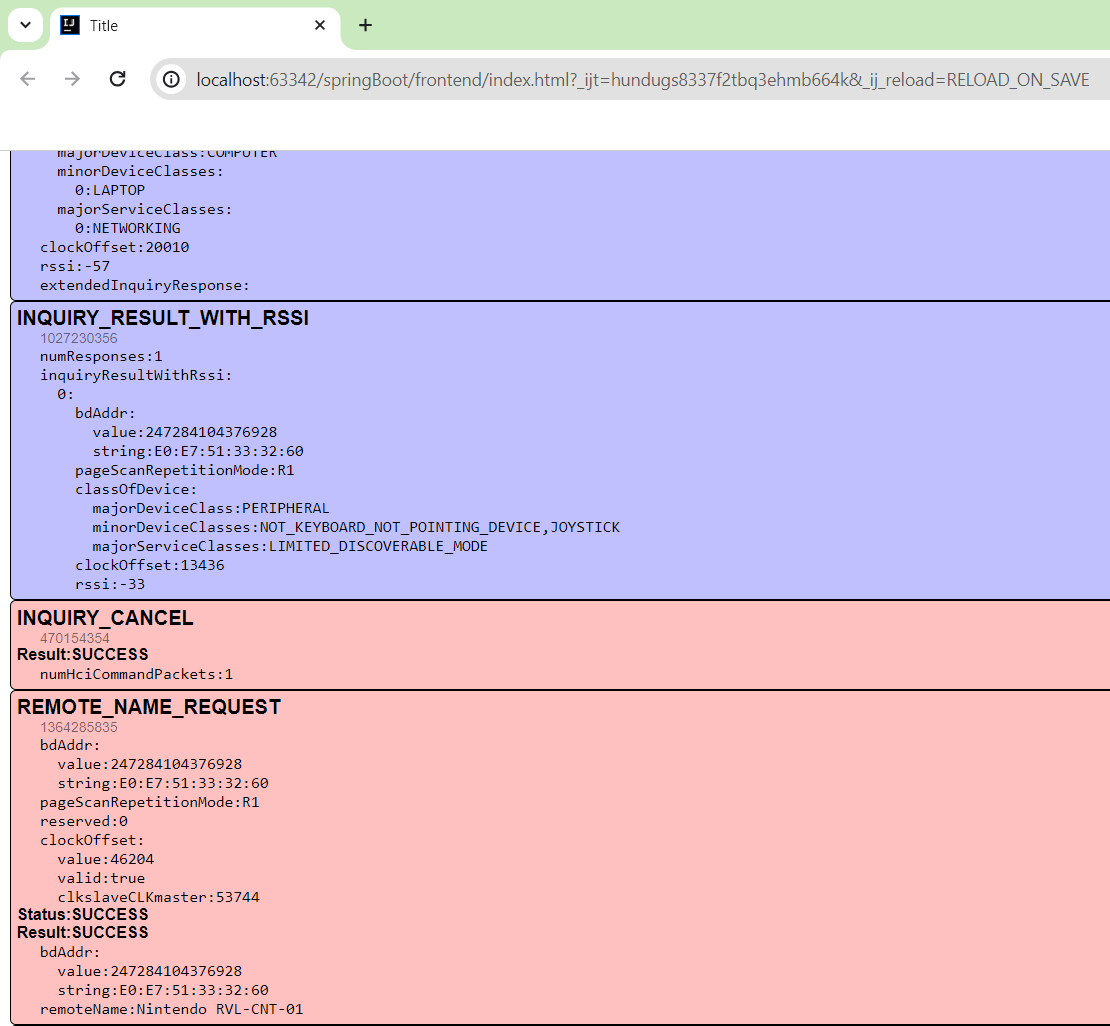 Title
localhost:63342/springBoot/frontend/index.html?_ijt=hundugs8337f2tbq3ehmb664k&_ij_reload=RELOAD_ON_SAVE
majorDeviceClass:COMPUTER
minorDeviceClasses:
0:LAPTOP
majorServiceClasses:
0:NETWORKING
clockOffset:20010
rssi:-57
extendedInquiryResponse:
INQUIRY_RESULT_WITH_RSSI
1027230356
numResponses:1
inquiryResultWithRssi:
0:
bdAddr:
value:247284104376928
string:E0:E7:51:33:32:60
pageScanRepetitionMode:R1
classOfDevice:
majorDeviceClass:PERIPHERAL
minorDeviceClasses:NOT_KEYBOARD_NOT_POINTING_DEVICE,JOYSTICK
majorServiceClasses:LIMITED_DISCOVERABLE_MODE
clockOffset:13436
rssi:-33
INQUIRY_CANCEL
470154354
Result:SUCCESS
numHciCommandPackets:1
REMOTE_NAME_REQUEST
1364285835
bdAddr:
value:247284104376928
string:E0:E7:51:33:32:60
pageScanRepetitionMode:R1
reserved:0
clockOffset:
value:46204
valid:true
clkslaveCLKmaster:53744
Status:SUCCESS
Result:SUCCESS
bdAddr:
value:247284104376928
string:E0:E7:51:33:32:60
remoteName:Nintendo RVL-CNT-01